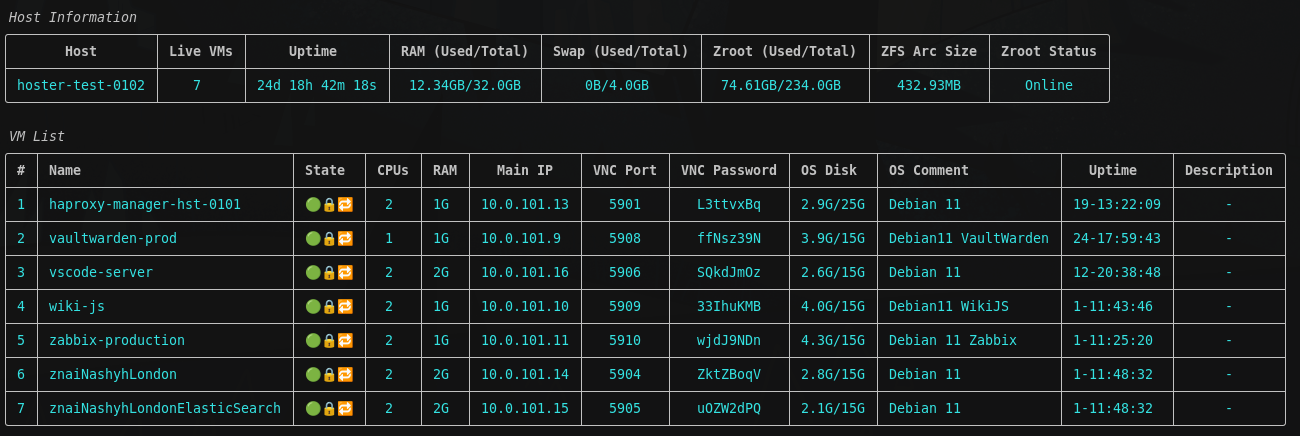 Host Information
Host Live VMs Uptime RAM (Used/Total) Swap (Used/Total) Zroot (Used/Total) ZFS Arc Size Zroot Status
hoster-test-0102 7 24d 18h 42m 18s 12.34GB/32.0GB 0B/4.0GB 74.61GB/234.0GB 432.93MB Online
VM List
# Name State CPUs RAM Main IP VNC Port VNC Password OS Disk OS Comment Uptime Description
1 haproxy-manager-hst-0101 🟢🔒🔁 2 1G 10.0.101.13 5901 L3ttvxBq 2.9G/25G Debian 11 19-13:22:09 -
2 vaultwarden-prod 🟢🔒🔁 1 1G 10.0.101.9 5908 ffNsz39N 3.9G/15G Debian11 VaultWarden 24-17:59:43 -
3 vscode-server 🟢🔒🔁 2 2G 10.0.101.16 5906 SQkdJmOz 2.6G/15G Debian 11 12-20:38:48 -
4 wiki-js 🟢🔒🔁 2 1G 10.0.101.10 5909 33IhuKMB 4.0G/15G Debian11 WikiJS 1-11:43:46 -
5 zabbix-production 🟢🔒🔁 2 1G 10.0.101.11 5910 wjdJ9NDn 4.3G/15G Debian 11 Zabbix 1-11:25:20 -
6 znaiNashyhLondon 🟢🔒🔁 2 2G 10.0.101.14 5904 ZktZBoqV 2.8G/15G Debian 11 1-11:48:32 -
7 znaiNashyhLondonElasticSearch 🟢🔒🔁 2 2G 10.0.101.15 5905 uOZW2dPQ 2.1G/15G Debian 11 1-11:48:32 -